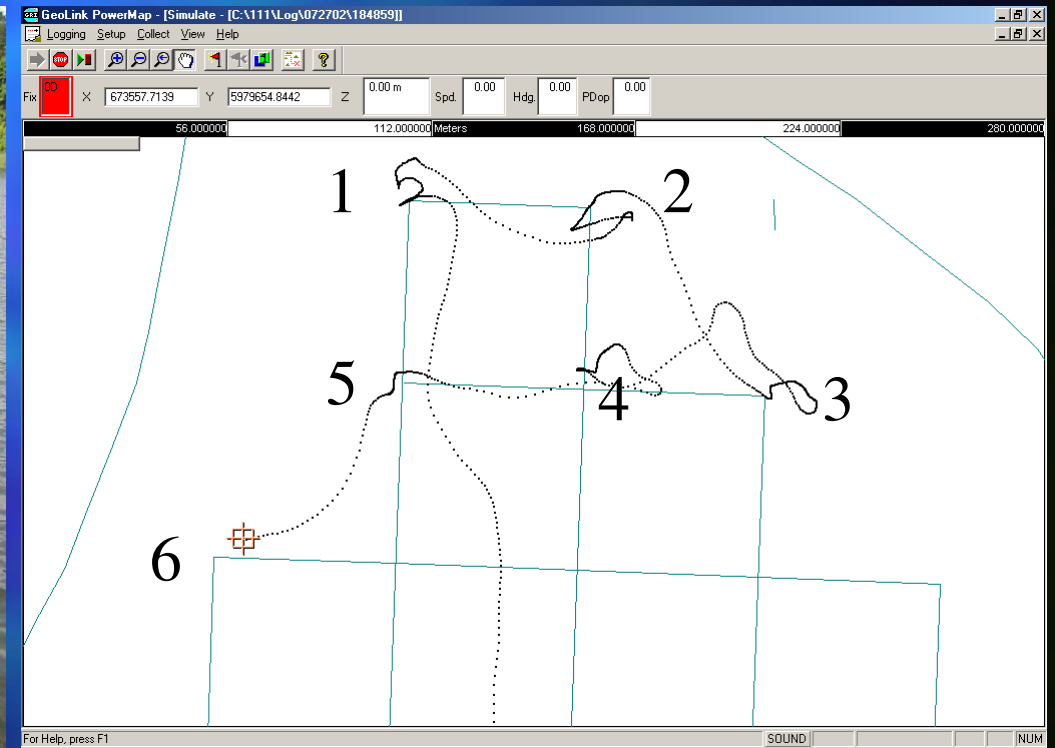 GeoLink PowerMap - [Simulate - [C:\111\Log\072702\184859]]
Logging Setup Collect View Help
STOP
Fix 0D X 673557.7139 Y 5979654.8442 Z 0.00 m Spd. 0.00 Hdg. 0.00 PDop 0.00
56.000000 112.000000 Meters 168.000000 224.000000 280.000000
1
2
5
4
3
6
For Help, press F1 SOUND NUM